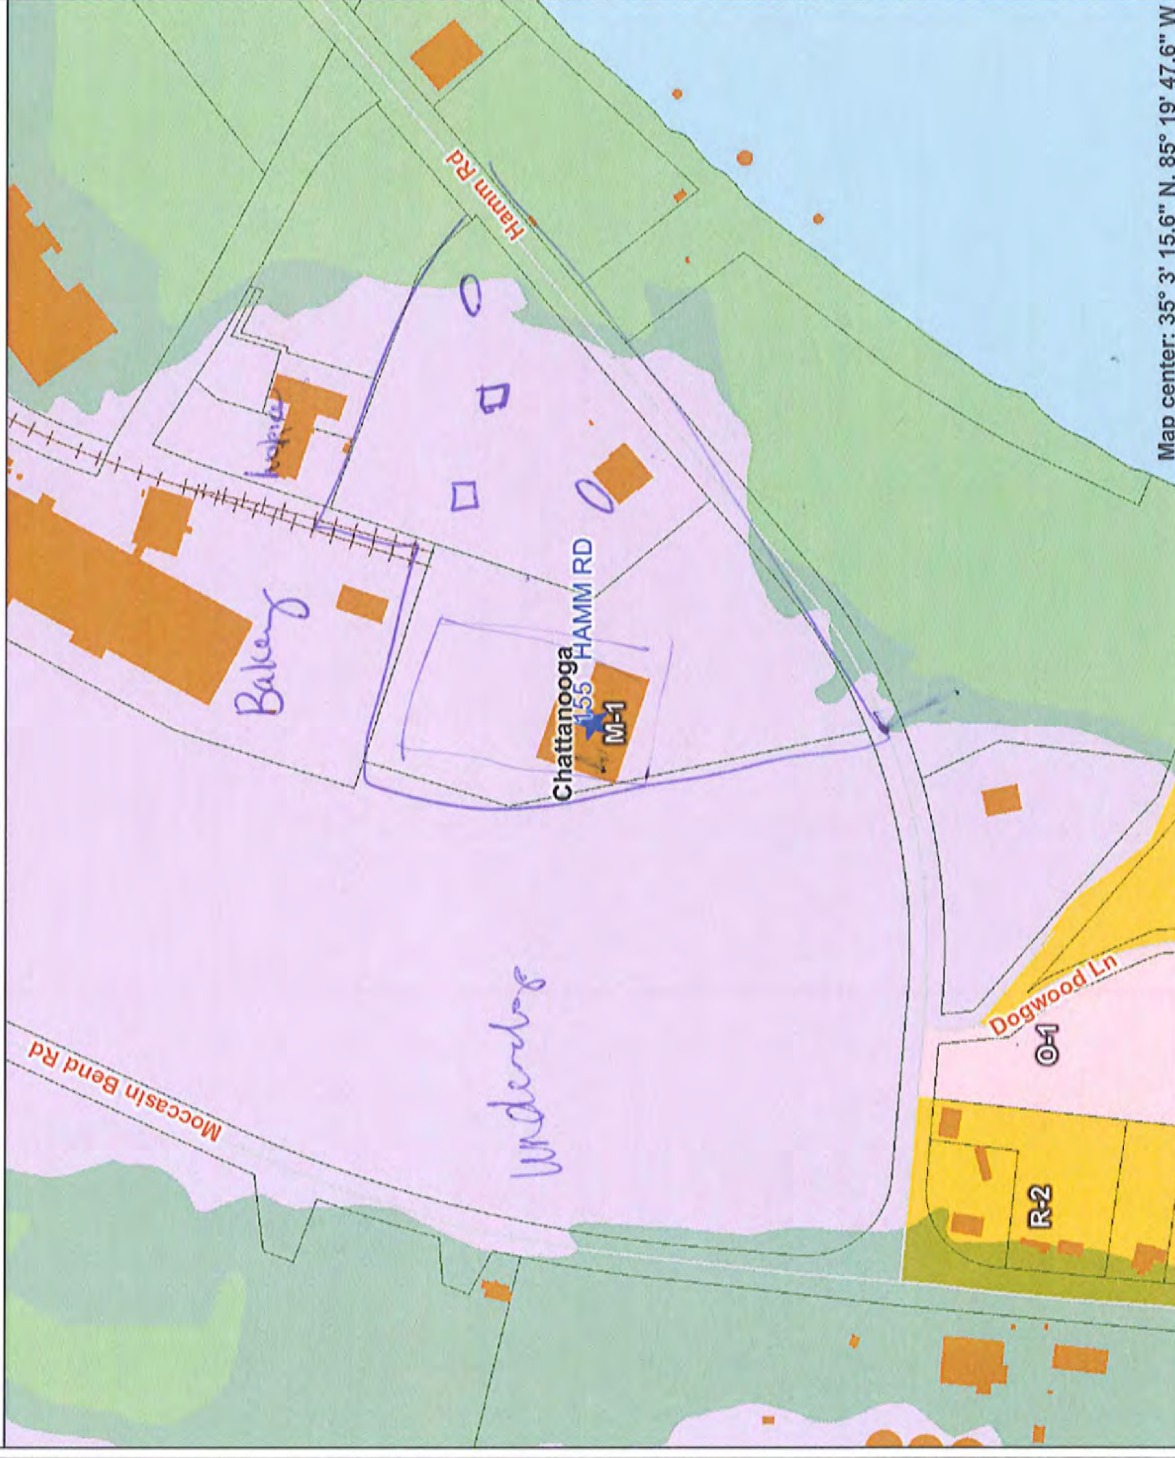 Hamm Rd
Bakery
Chattanooga
155 HAMM RD
M-1
Moccasin Bend Rd
Dogwood Ln
O-1
R-2
Map center: 35° 3' 15.6" N, 85° 19' 47.6" W